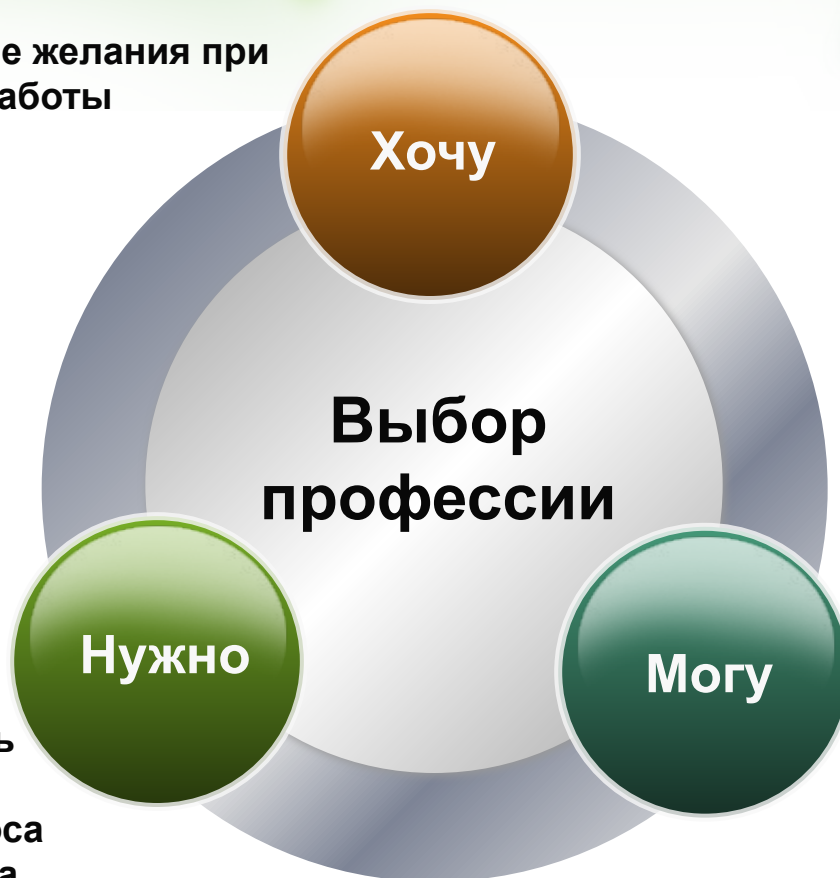 е желания при
аботы
Хочу
Выбор
профессии
Нужно
Могу
ь
оса
а